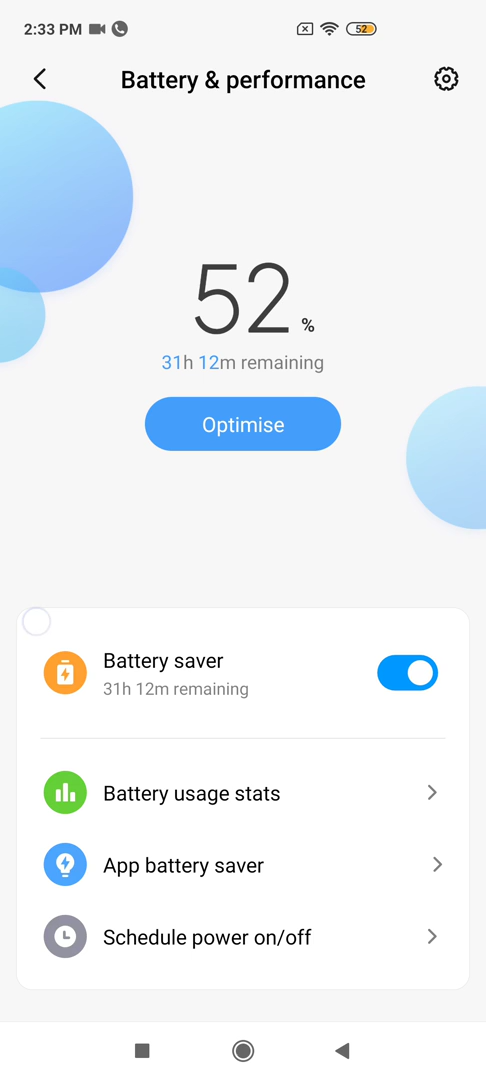 2:33 PM 52
Battery & performance
52 %
31h 12m remaining
Optimise
Battery saver
31h 12m remaining
Battery usage stats
App battery saver
Schedule power on/off